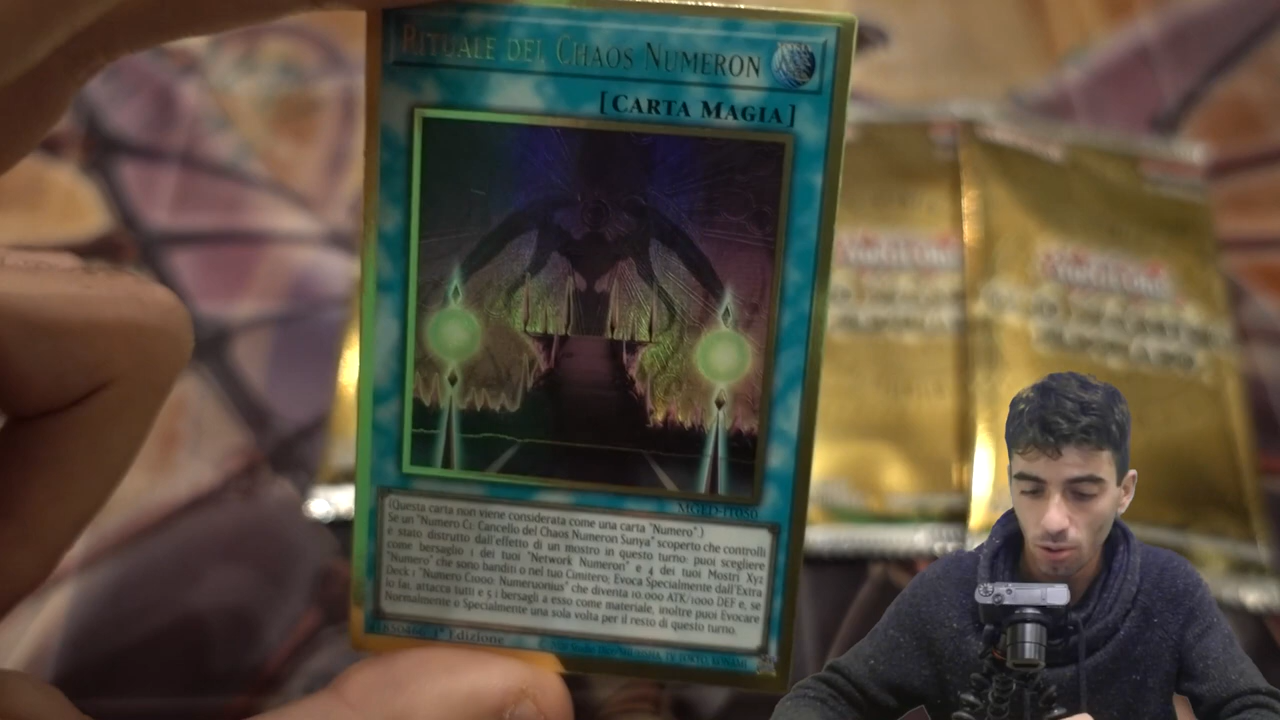 RITUALE DEL CHAOS NUMERON
[CARTA MAGIA]
MGED-IT050
(Questa carta non viene considerata come una carta "Numero".)
Se un "Numero C1: Cancello del Chaos Numeron Sunya" scoperto che controlli
è stato distrutto dall'effetto di un mostro in questo turno: puoi scegliere
come bersaglio 1 dei tuoi "Network Numeron" e 4 dei tuoi Mostri Xyz
"Numero" che sono banditi o nel tuo Cimitero; Evoca Specialmente dall'Extra
Deck 1 "Numero C1000: Numerronius" che diventa 10.000 ATK/1000 DEF e, se
lo fai, attacca tutti e 5 i bersagli a esso come materiale, inoltre puoi Evocare
Normalmente o Specialmente una sola volta per il resto di questo turno.
1ª Edizione